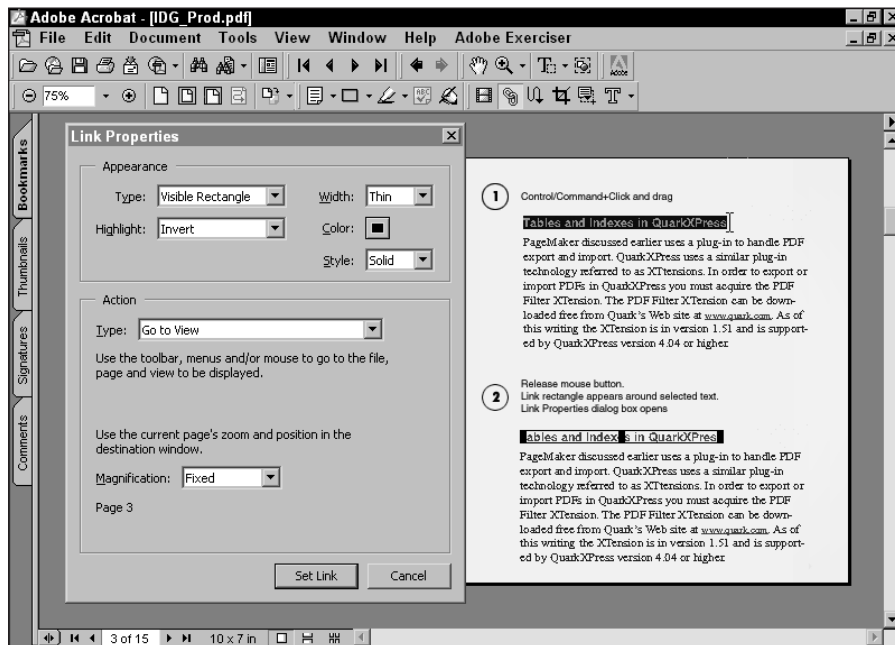 Adobe Acrobat - [IDG_Prod.pdf]
File Edit Document Tools View Window Help Adobe Exerciser
Adobe
75%
Bookmarks
Thumbnails
Signatures
Comments
Link Properties
Appearance
Type: Visible Rectangle Width: Thin
Highlight: Invert Color:
Style: Solid
Action
Type: Go to View
Use the toolbar, menus and/or mouse to go to the file,
page and view to be displayed.
Use the current page's zoom and position in the
destination window.
Magnification: Fixed
Page 3
Set Link Cancel
1 Control/Command+Click and drag
Tables and Indexes in QuarkXPress
PageMaker discussed earlier uses a plug-in to handle PDF
export and import. QuarkXPress uses a similar plug-in
technology referred to as XTtensions. In order to export or
import PDFs in QuarkXPress you must acquire the PDF
Filter XTension. The PDF Filter XTension can be down-
loaded free from Quark's Web site at www.quark.com. As of
this writing the XTension is in version 1.51 and is support-
ed by QuarkXPress version 4.04 or higher.
2 Release mouse button.
Link rectangle appears around selected text.
Link Properties dialog box opens
Tables and Indexes in QuarkXPress
PageMaker discussed earlier uses a plug-in to handle PDF
export and import. QuarkXPress uses a similar plug-in
technology referred to as XTtensions. In order to export or
import PDFs in QuarkXPress you must acquire the PDF
Filter XTension. The PDF Filter XTension can be down-
loaded free from Quark's Web site at www.quark.com. As of
this writing the XTension is in version 1.51 and is support-
ed by QuarkXPress version 4.04 or higher.
3 of 15 10 x 7 in